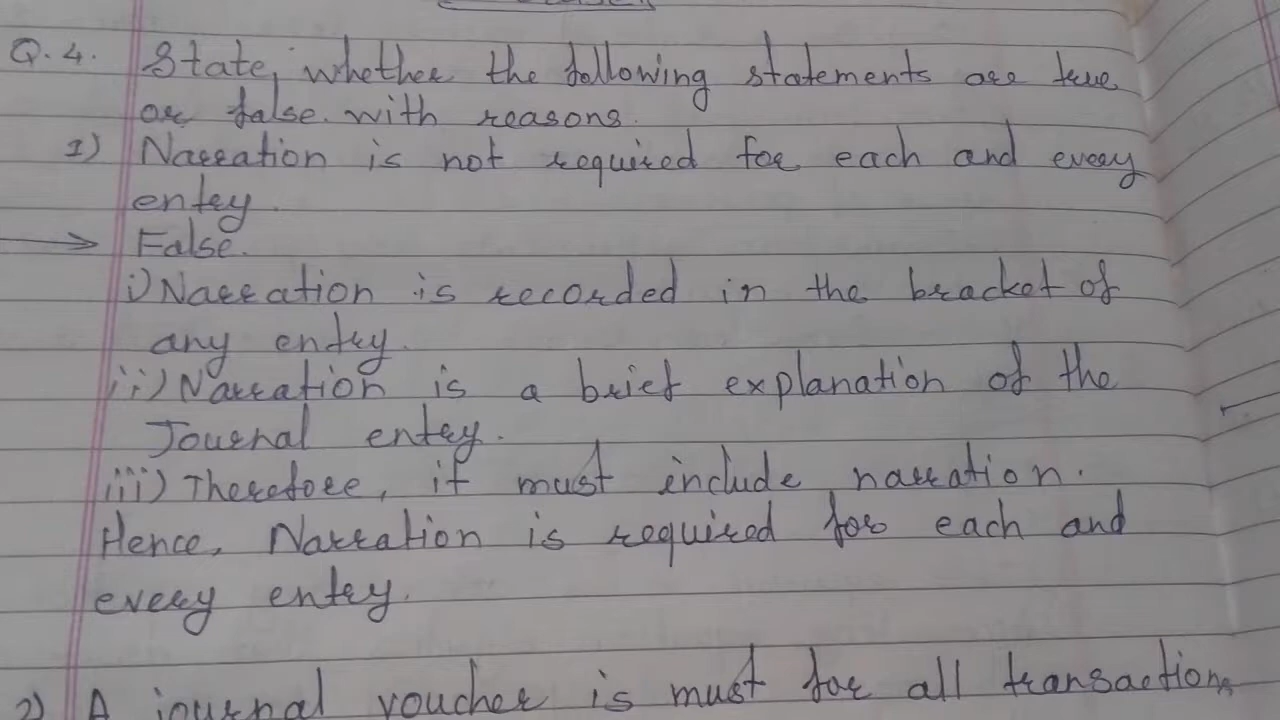 Q.4. State, whether the following statements are true
or false. with reasons.
1) Narration is not required for each and every
entry.
→ False.
i) Narration is recorded in the bracket of
any entry.
ii) Narration is a brief explanation of the
Journal entry.
iii) Therefore, it must include narration.
Hence, Narration is required for each and
every entry.
2) A journal voucher is must for all transactions